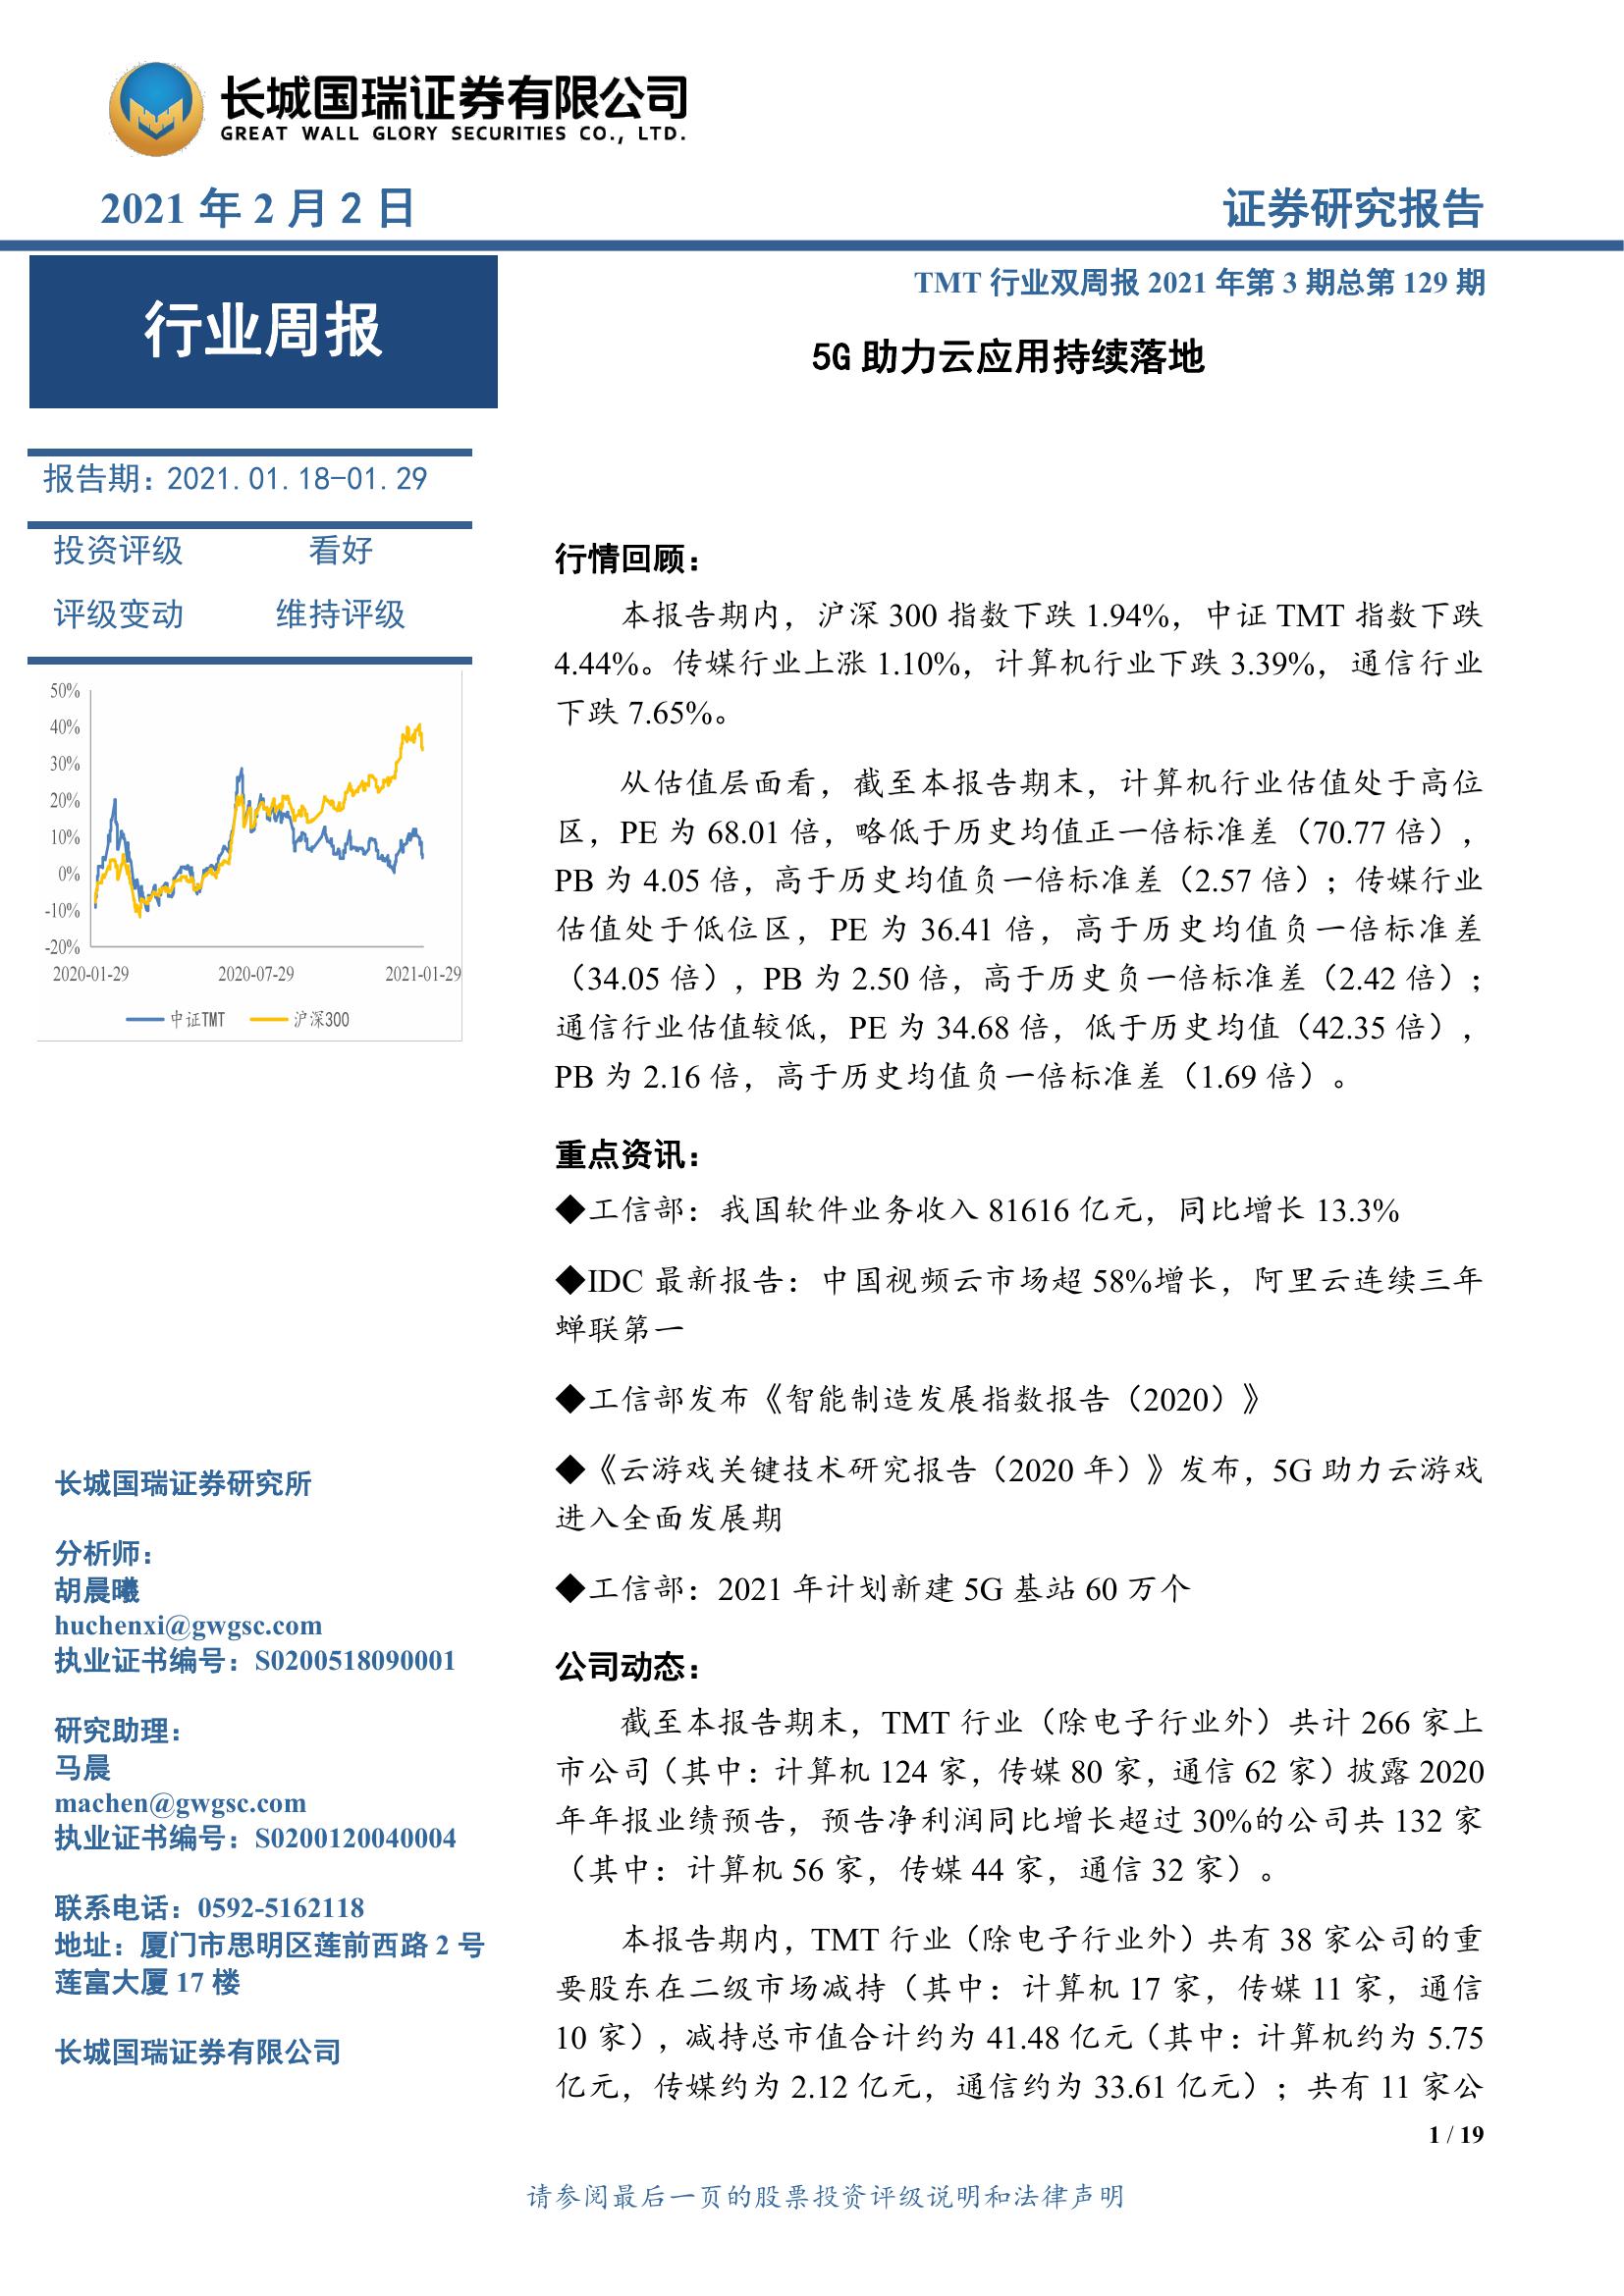 长城国瑞证券有限公司
GREAT WALL GLORY SECURITIES CO., LTD.
2021 年 2 月 2 日
证券研究报告
行业周报
TMT 行业双周报 2021 年第 3 期总第 129 期
5G 助力云应用持续落地
报告期：2021.01.18-01.29
投资评级 看好
评级变动 维持评级
50%
40%
30%
20%
10%
0%
-10%
-20%
2020-01-29 2020-07-29 2021-01-29
中证TMT 沪深300
长城国瑞证券研究所
分析师：
胡晨曦
huchenxi@gwgsc.com
执业证书编号：S0200518090001
研究助理：
马晨
machen@gwgsc.com
执业证书编号：S0200120040004
联系电话：0592-5162118
地址：厦门市思明区莲前西路 2 号
莲富大厦 17 楼
长城国瑞证券有限公司
行情回顾：
本报告期内，沪深 300 指数下跌 1.94%，中证 TMT 指数下跌
4.44%。传媒行业上涨 1.10%，计算机行业下跌 3.39%，通信行业
下跌 7.65%。
从估值层面看，截至本报告期末，计算机行业估值处于高位
区，PE 为 68.01 倍，略低于历史均值正一倍标准差（70.77 倍），
PB 为 4.05 倍，高于历史均值负一倍标准差（2.57 倍）；传媒行业
估值处于低位区，PE 为 36.41 倍，高于历史均值负一倍标准差
（34.05 倍），PB 为 2.50 倍，高于历史负一倍标准差（2.42 倍）；
通信行业估值较低，PE 为 34.68 倍，低于历史均值（42.35 倍），
PB 为 2.16 倍，高于历史均值负一倍标准差（1.69 倍）。
重点资讯：
◆工信部：我国软件业务收入 81616 亿元，同比增长 13.3%
◆IDC 最新报告：中国视频云市场超 58%增长，阿里云连续三年
蝉联第一
◆工信部发布《智能制造发展指数报告（2020）》
◆《云游戏关键技术研究报告（2020 年）》发布，5G 助力云游戏
进入全面发展期
◆工信部：2021 年计划新建 5G 基站 60 万个
公司动态：
截至本报告期末，TMT 行业（除电子行业外）共计 266 家上
市公司（其中：计算机 124 家，传媒 80 家，通信 62 家）披露 2020
年年报业绩预告，预告净利润同比增长超过 30%的公司共 132 家
（其中：计算机 56 家，传媒 44 家，通信 32 家）。
本报告期内，TMT 行业（除电子行业外）共有 38 家公司的重
要股东在二级市场减持（其中：计算机 17 家，传媒 11 家，通信
10 家），减持总市值合计约为 41.48 亿元（其中：计算机约为 5.75
亿元，传媒约为 2.12 亿元，通信约为 33.61 亿元）；共有 11 家公
1 / 19
请参阅最后一页的股票投资评级说明和法律声明